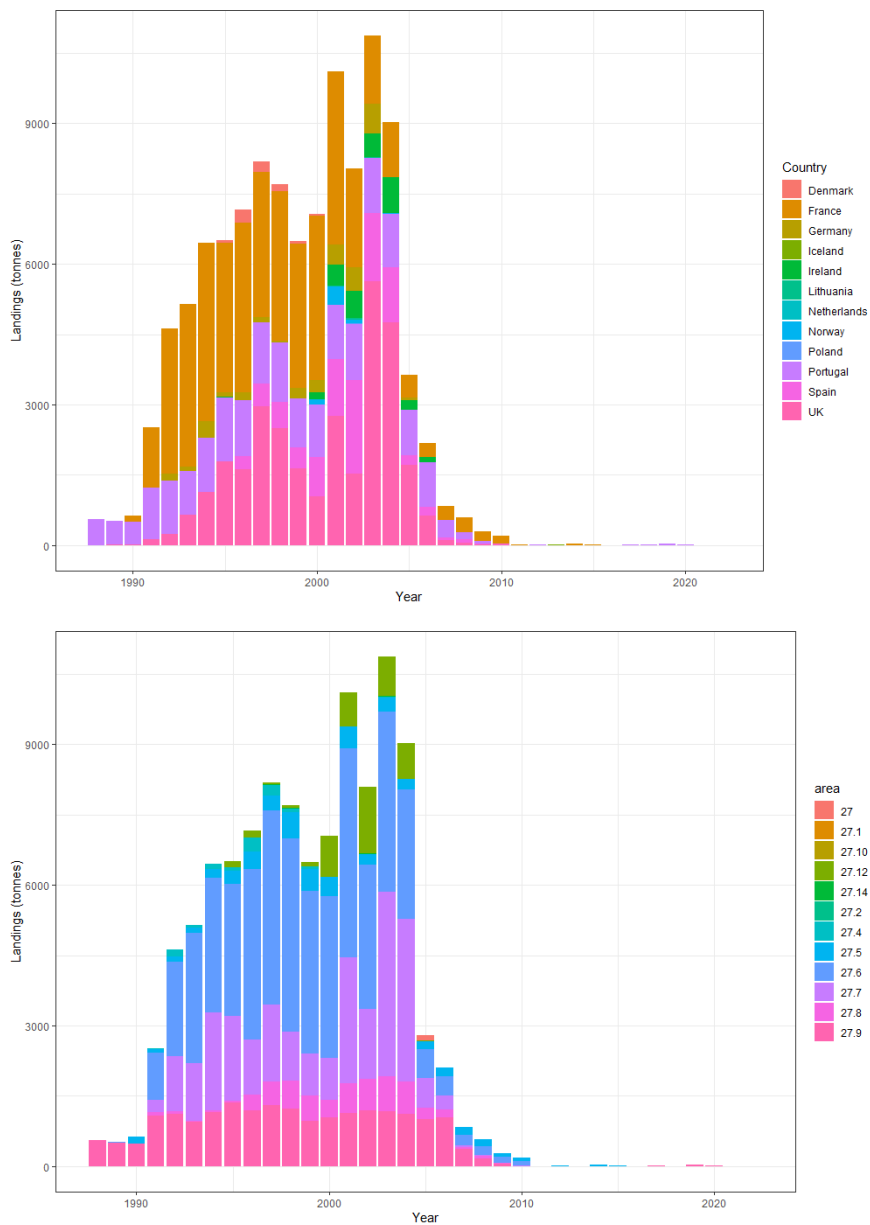 9000
6000
3000
0
Landings (tonnes)
1990
2000
2010
2020
Year
Country
Denmark
France
Germany
Iceland
Ireland
Lithuania
Netherlands
Norway
Poland
Portugal
Spain
UK
9000
6000
3000
0
Landings (tonnes)
1990
2000
2010
2020
Year
area
27
27.1
27.10
27.12
27.14
27.2
27.4
27.5
27.6
27.7
27.8
27.9